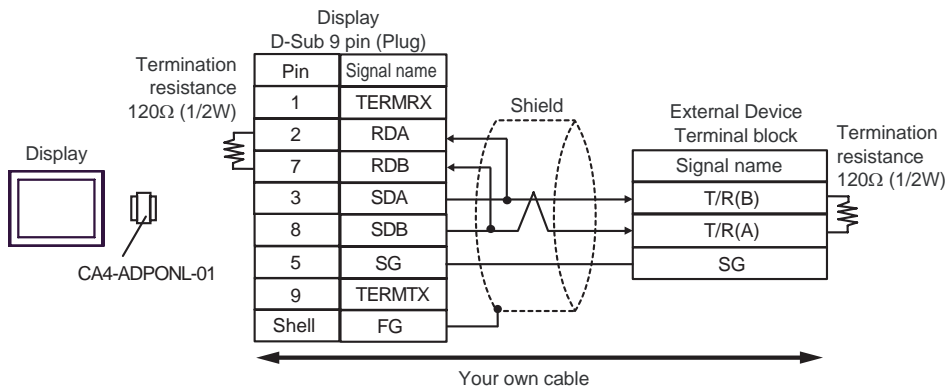 Display
D-Sub 9 pin (Plug)
Termination
resistance
120Ω (1/2W)
Pin Signal name
1 TERMRX
2 RDA
7 RDB
3 SDA
8 SDB
5 SG
9 TERMTX
Shell FG
Display
CA4-ADPONL-01
Shield
External Device
Terminal block
Signal name
T/R(B)
T/R(A)
SG
Termination
resistance
120Ω (1/2W)
Your own cable